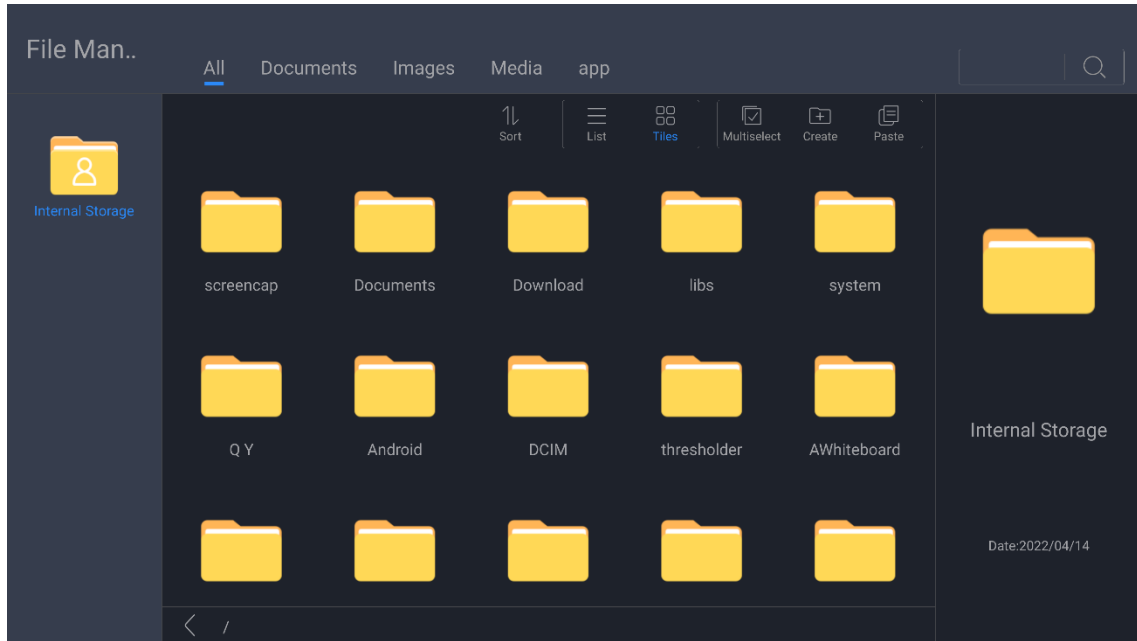 File Man..
All Documents Images Media app
Sort List Tiles Multiselect Create Paste
Internal Storage
screencap Documents Download libs system
Q Y Android DCIM thresholder AWhiteboard
Internal Storage
Date:2022/04/14
/